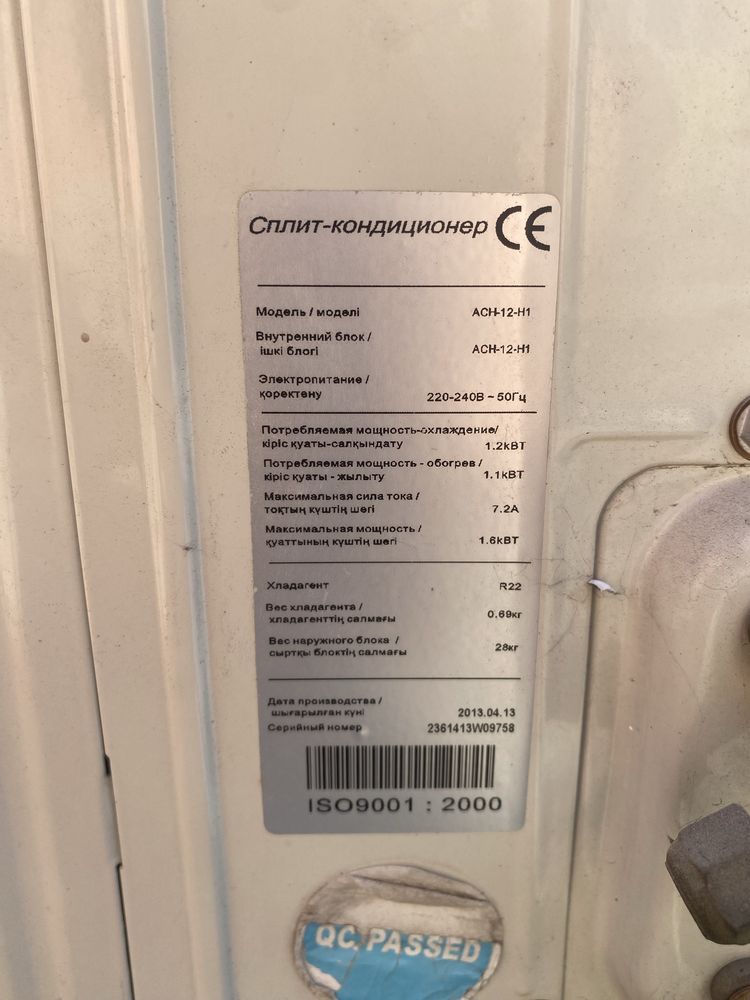 Сплит-кондиционер CE
Модель / моделі ACH-12-H1
Внутренний блок /
ішкі блогі ACH-12-H1
Электропитание /
қоректену 220-240В ~ 50Гц
Потребляемая мощность-охлаждение/
кіріс қуаты-салқындату 1.2кВТ
Потребляемая мощность - обогрев /
кіріс қуаты - жылыту 1.1кВТ
Максимальная сила тока /
тоқтың күштің шегі 7.2A
Максимальная мощность /
қуаттының күштің шегі 1.6кВТ
Хладагент R22
Вес хладагента /
хладагенттің салмағы 0.69кг
Вес наружного блока /
сыртқы блоктің салмағы 28кг
Дата производства /
шығарылған күні 2013.04.13
Серийный номер 2361413W09758
ISO9001 : 2000
QC PASSED